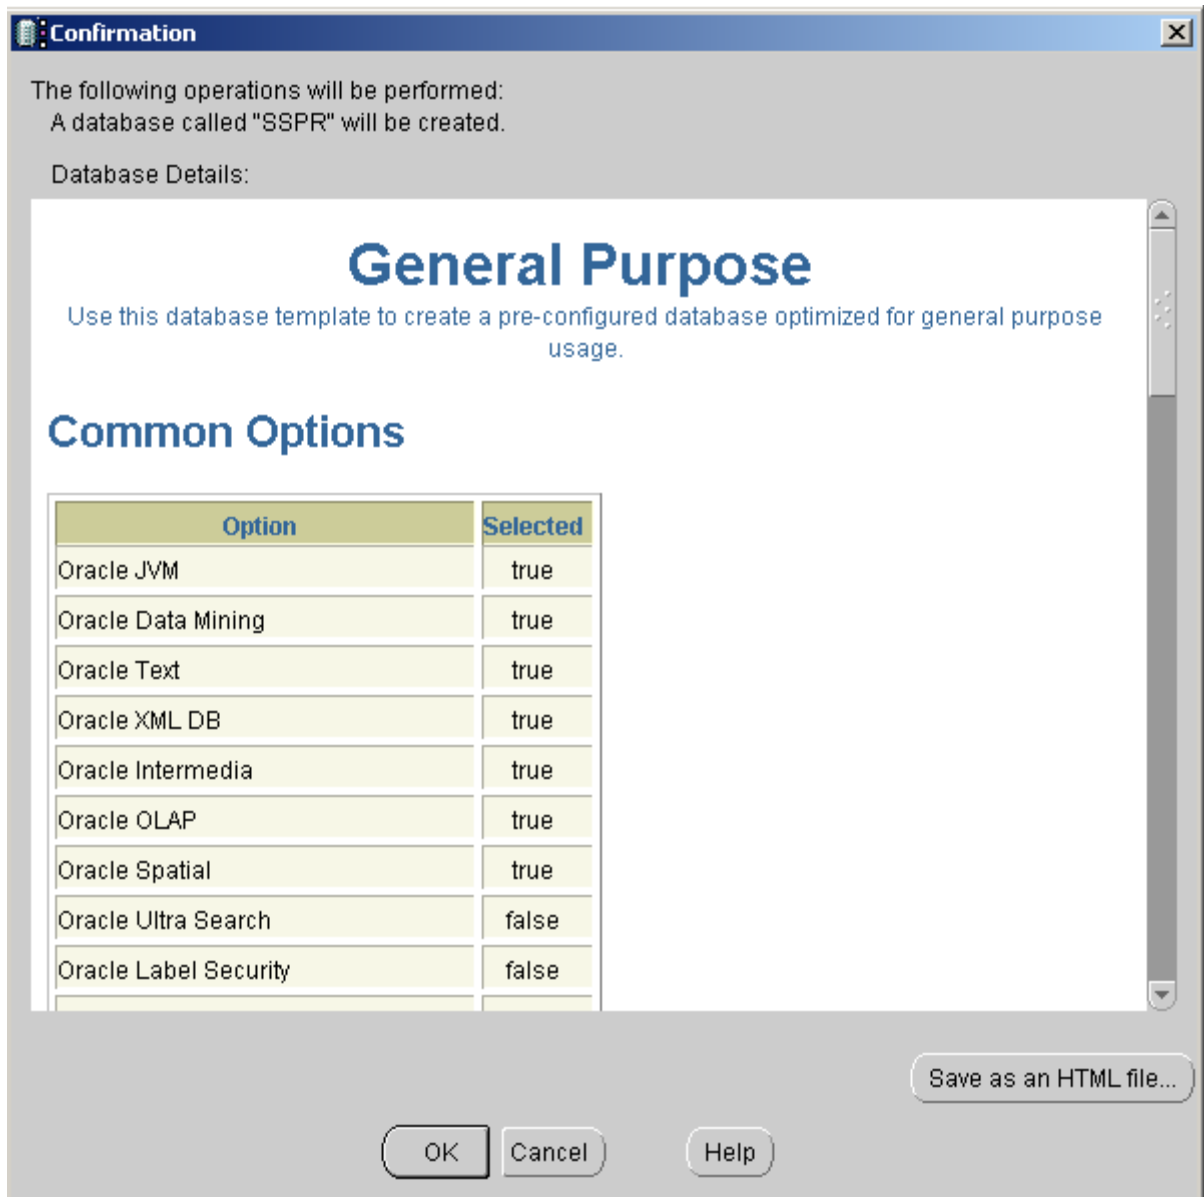 Confirmation
The following operations will be performed:
A database called "SSPR" will be created.
Database Details:
General Purpose
Use this database template to create a pre-configured database optimized for general purpose
usage.
Common Options
Option Selected
Oracle JVM true
Oracle Data Mining true
Oracle Text true
Oracle XML DB true
Oracle Intermedia true
Oracle OLAP true
Oracle Spatial true
Oracle Ultra Search false
Oracle Label Security false
Save as an HTML file...
OK Cancel Help